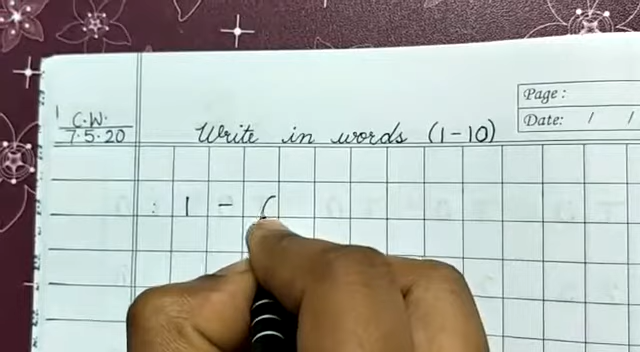 Page :
C.W.
7.5.20
Write in words (1-10)
Date: / /
: 1 -